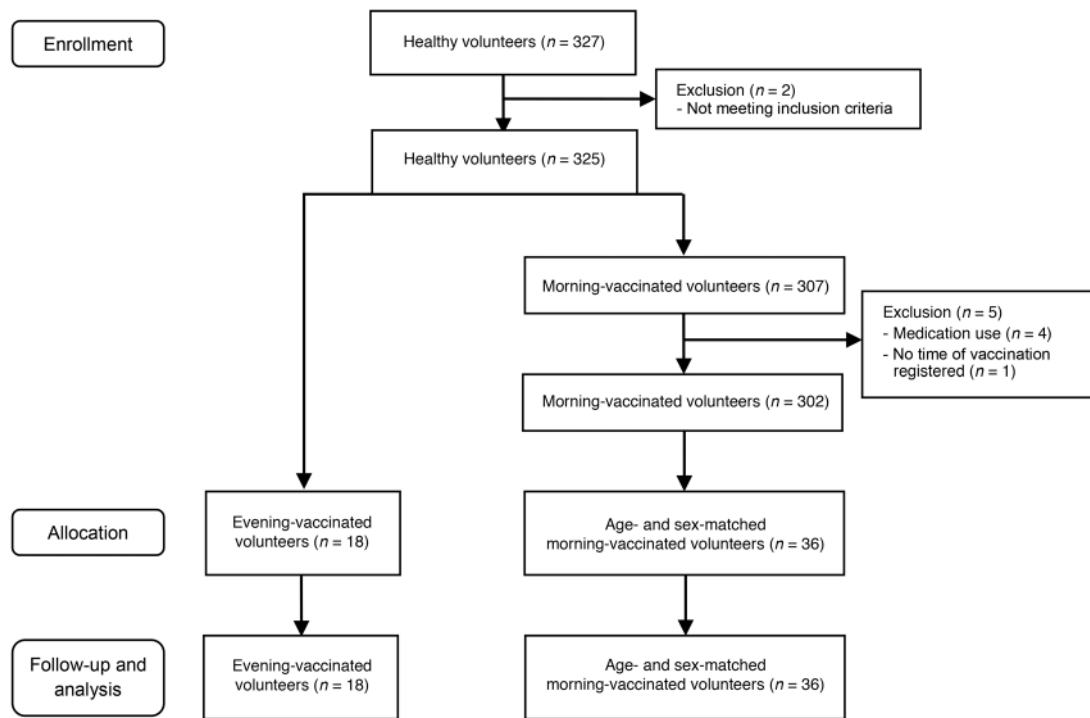 Enrollment
Healthy volunteers (n = 327)
Exclusion (n = 2)
- Not meeting inclusion criteria
Healthy volunteers (n = 325)
Morning-vaccinated volunteers (n = 307)
Exclusion (n = 5)
- Medication use (n = 4)
- No time of vaccination
registered (n = 1)
Morning-vaccinated volunteers (n = 302)
Allocation
Evening-vaccinated
volunteers (n = 18)
Age- and sex-matched
morning-vaccinated volunteers (n = 36)
Follow-up and
analysis
Evening-vaccinated
volunteers (n = 18)
Age- and sex-matched
morning-vaccinated volunteers (n = 36)